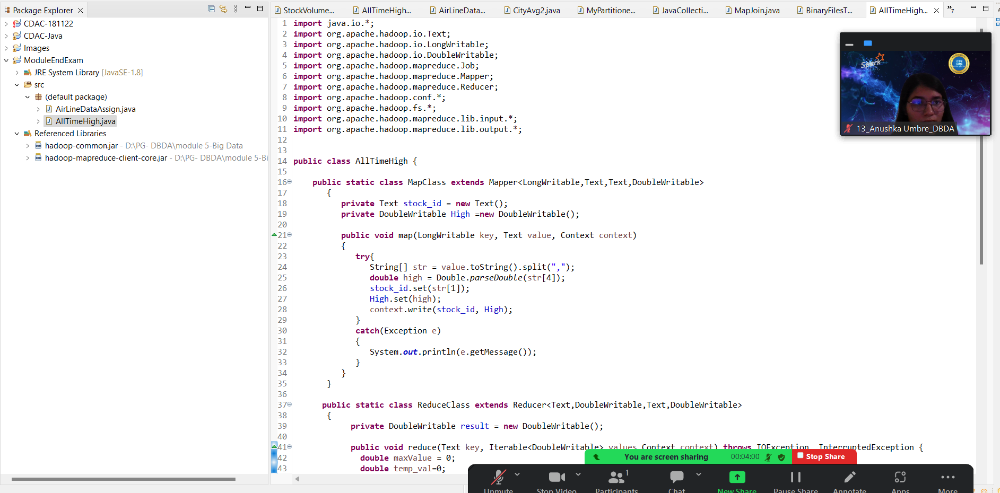 Package Explorer
CDAC-181122
CDAC-Java
Images
ModuleEndExam
JRE System Library [JavaSE-1.8]
src
(default package)
AirLineDataAssign.java
AllTimeHigh.java
Referenced Libraries
hadoop-common.jar - D:\PG- DBDA\module 5-Big Data
hadoop-mapreduce-client-core.jar - D:\PG- DBDA\module 5-Bi
StockVolume... AllTimeHigh... AirLineData... CityAvg2.java MyPartitione... JavaCollecti... MapJoin.java BinaryFilesT... AllTimeHigh... 7
1 import java.io.*;
2 import org.apache.hadoop.io.Text;
3 import org.apache.hadoop.io.LongWritable;
4 import org.apache.hadoop.io.DoubleWritable;
5 import org.apache.hadoop.mapreduce.Job;
6 import org.apache.hadoop.mapreduce.Mapper;
7 import org.apache.hadoop.mapreduce.Reducer;
8 import org.apache.hadoop.conf.*;
9 import org.apache.hadoop.fs.*;
10 import org.apache.hadoop.mapreduce.lib.input.*;
11 import org.apache.hadoop.mapreduce.lib.output.*;
12
13
14 public class AllTimeHigh {
15
16 public static class MapClass extends Mapper<LongWritable,Text,Text,DoubleWritable>
17 {
18 private Text stock_id = new Text();
19 private DoubleWritable High =new DoubleWritable();
20
21 public void map(LongWritable key, Text value, Context context)
22 {
23 try{
24 String[] str = value.toString().split(",");
25 double high = Double.parseDouble(str[4]);
26 stock_id.set(str[1]);
27 High.set(high);
28 context.write(stock_id, High);
29 }
30 catch(Exception e)
31 {
32 System.out.println(e.getMessage());
33 }
34 }
35 }
36
37 public static class ReduceClass extends Reducer<Text,DoubleWritable,Text,DoubleWritable>
38 {
39 private DoubleWritable result = new DoubleWritable();
40
41 public void reduce(Text key, Iterable<DoubleWritable> values,Context context) throws IOException, InterruptedException {
42 double maxValue = 0;
43 double temp_val=0;
Spark
13_Anushka Umbre_DBDA
You are screen sharing 00:04:00 Stop Share
1
Unmute Stop Video Participants Chat New Share Pause Share Annotate Apps More